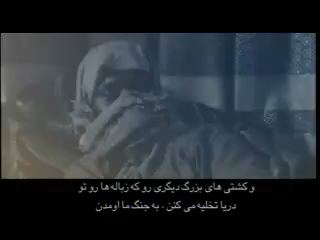 و کشتی های بزرگ دیگری رو که زباله ها رو تو
دریا تخلیه می کنن ، به جنگ ما اومدن